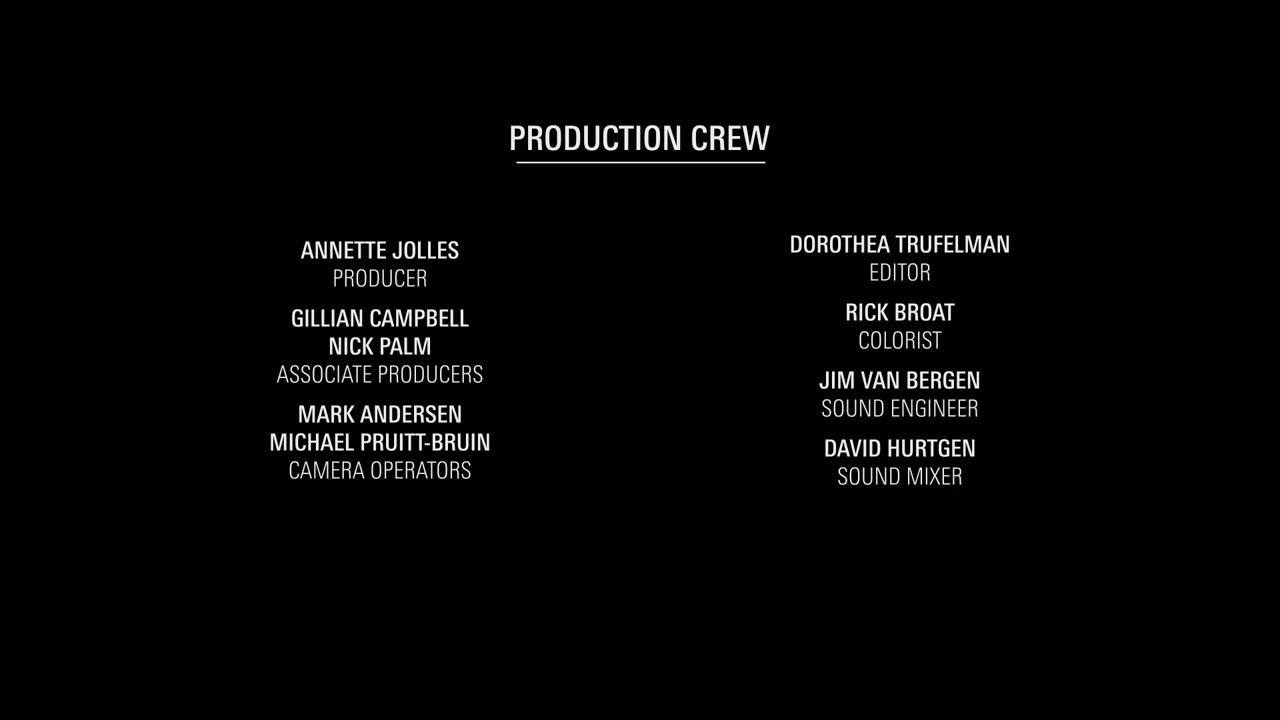 PRODUCTION CREW
ANNETTE JOLLES
PRODUCER
GILLIAN CAMPBELL
NICK PALM
ASSOCIATE PRODUCERS
MARK ANDERSEN
MICHAEL PRUITT-BRUIN
CAMERA OPERATORS
DOROTHEA TRUFELMAN
EDITOR
RICK BROAT
COLORIST
JIM VAN BERGEN
SOUND ENGINEER
DAVID HURTGEN
SOUND MIXER